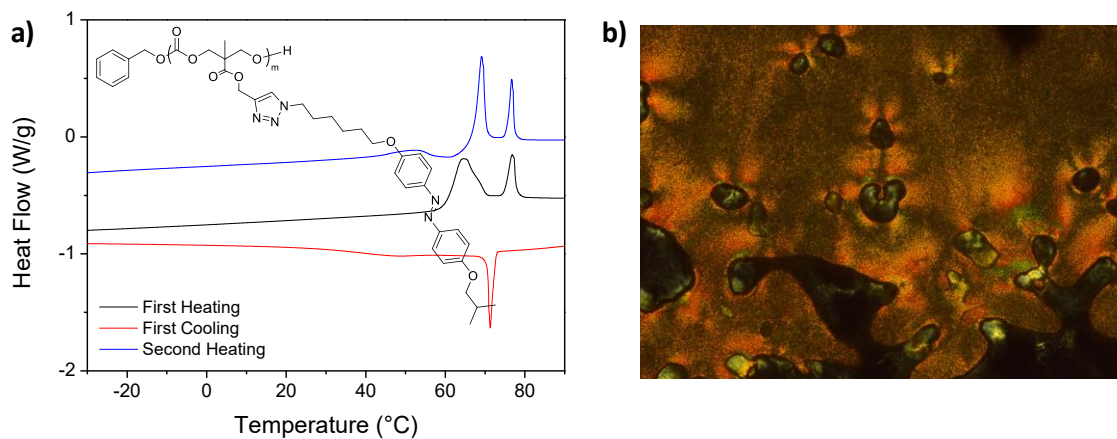 a)
1
0
-1
-2
Heat Flow (W/g)
-20
0
20
40
60
80
Temperature (°C)
First Heating
First Cooling
Second Heating
O
O
O
O
H
m
O
O
N
N
N
O
N
N
O
b)